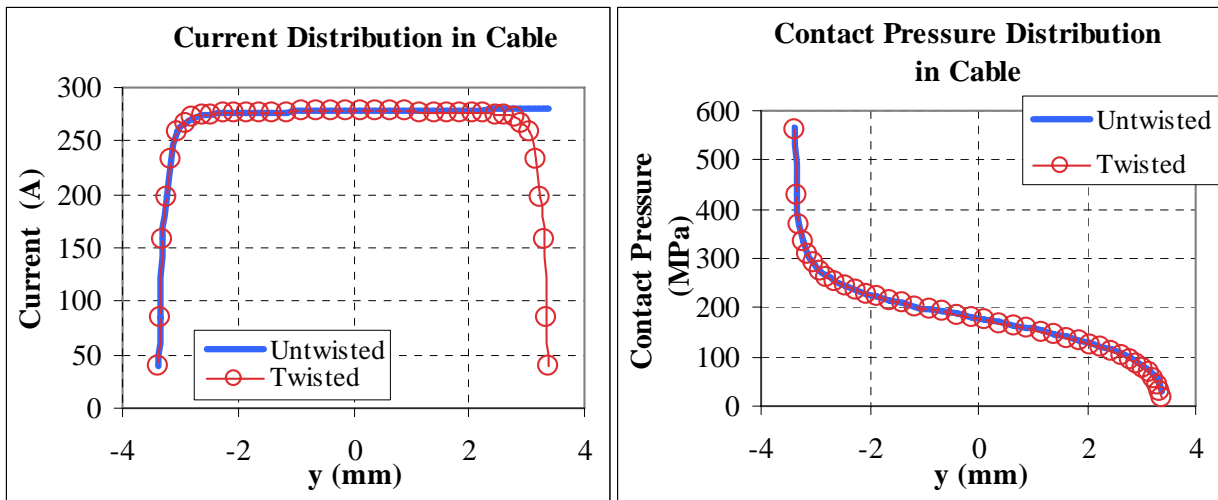 Current Distribution in Cable
300
250
200
150
100
50
0
Current (A)
Untwisted
Twisted
-4
-2
0
2
4
y (mm)
Contact Pressure Distribution
in Cable
600
500
400
300
200
100
0
Contact Pressure
(MPa)
Untwisted
Twisted
-4
-2
0
2
4
y (mm)